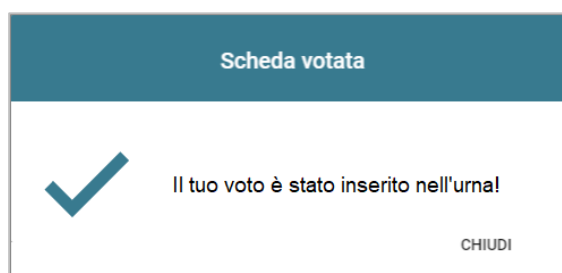 Scheda votata
Il tuo voto è stato inserito nell'urna!
CHIUDI